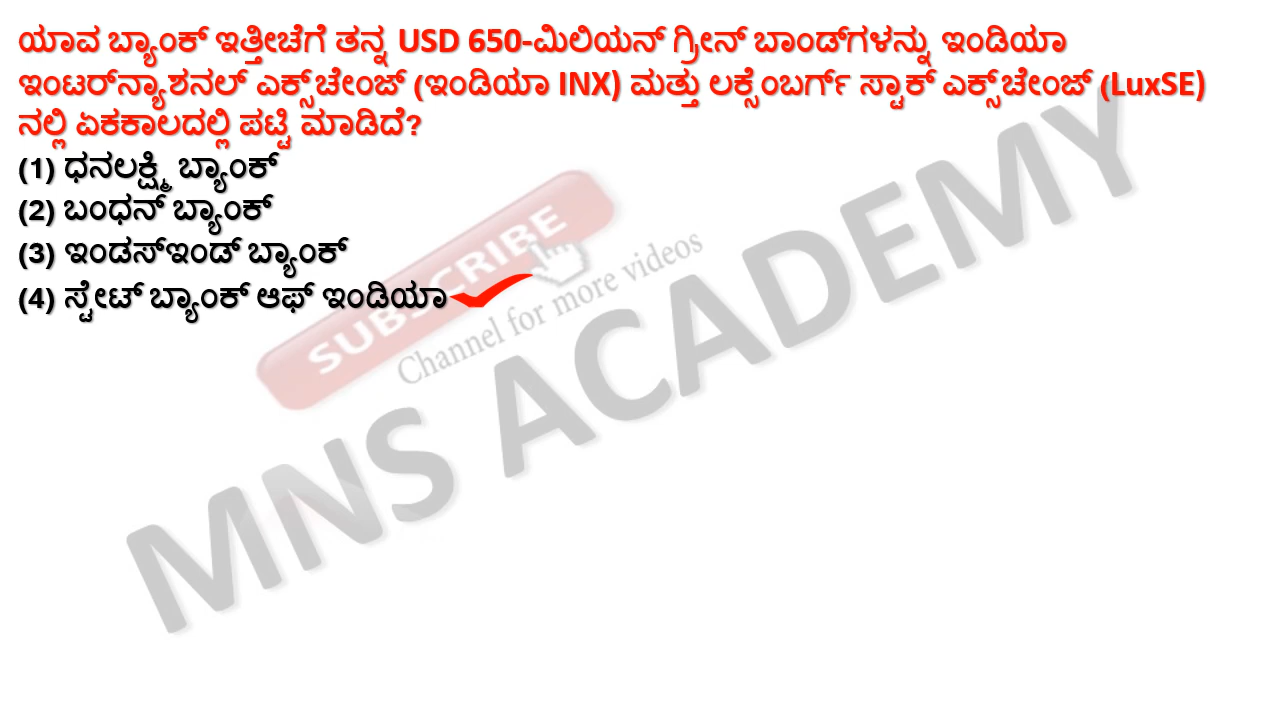 ಯಾವ ಬ್ಯಾಂಕ್ ಇತ್ತೀಚೆಗೆ ತನ್ನ USD 650-ಮಿಲಿಯನ್ ಗ್ರೀನ್ ಬಾಂಡ್‌ಗಳನ್ನು ಇಂಡಿಯಾ
ಇಂಟರ್‌ನ್ಯಾಶನಲ್ ಎಕ್ಸ್‌ಚೇಂಜ್ (ಇಂಡಿಯಾ INX) ಮತ್ತು ಲಕ್ಸೆಂಬರ್ಗ್ ಸ್ಟಾಕ್ ಎಕ್ಸ್‌ಚೇಂಜ್ (LuxSE)
ನಲ್ಲಿ ಏಕಕಾಲದಲ್ಲಿ ಪಟ್ಟಿ ಮಾಡಿದೆ?
(1) ಧನಲಕ್ಷ್ಮಿ ಬ್ಯಾಂಕ್
(2) ಬಂಧನ್ ಬ್ಯಾಂಕ್
(3) ಇಂಡಸ್‌ಇಂಡ್ ಬ್ಯಾಂಕ್
(4) ಸ್ಟೇಟ್ ಬ್ಯಾಂಕ್ ಆಫ್ ಇಂಡಿಯಾ
SUBSCRIBE
Channel for more videos
MNS ACADEMY